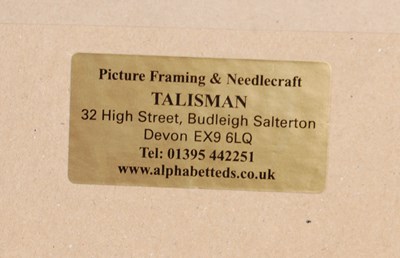 Picture Framing & Needlecraft
TALISMAN
32 High Street, Budleigh Salterton
Devon EX9 6LQ
Tel: 01395 442251
www.alphabetteds.co.uk